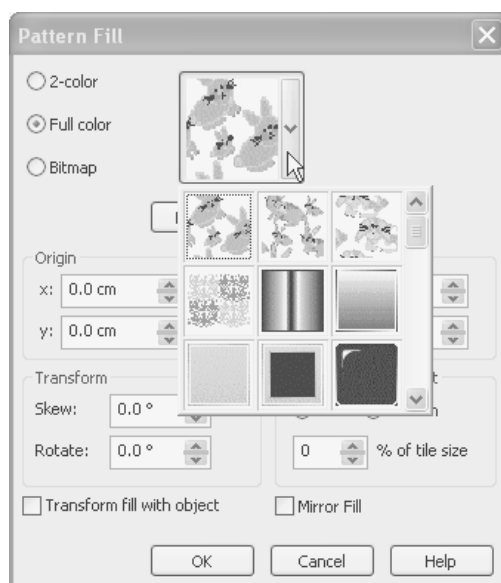 Pattern Fill
2-color
Full color
Bitmap
Origin
x: 0.0 cm
y: 0.0 cm
Transform
Skew: 0.0 °
Rotate: 0.0 °
0 % of tile size
Transform fill with object
Mirror Fill
OK Cancel Help